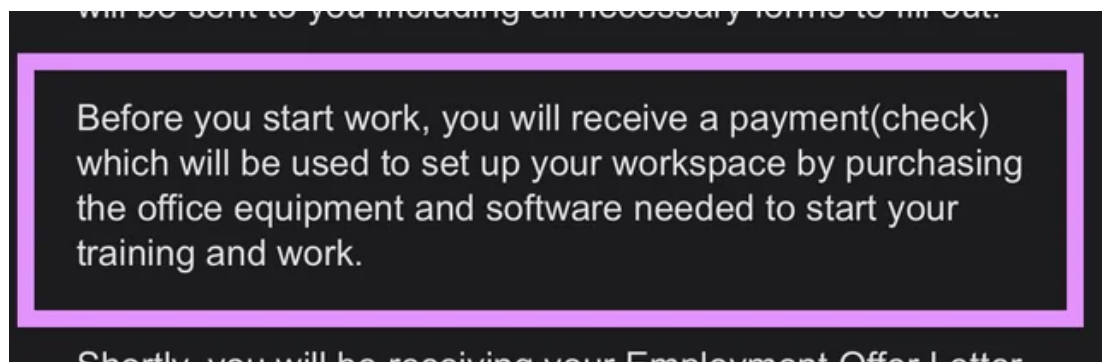 will be sent to you including all necessary forms to fill out.
Before you start work, you will receive a payment(check)
which will be used to set up your workspace by purchasing
the office equipment and software needed to start your
training and work.
Shortly, you will be receiving your Employment Offer Letter